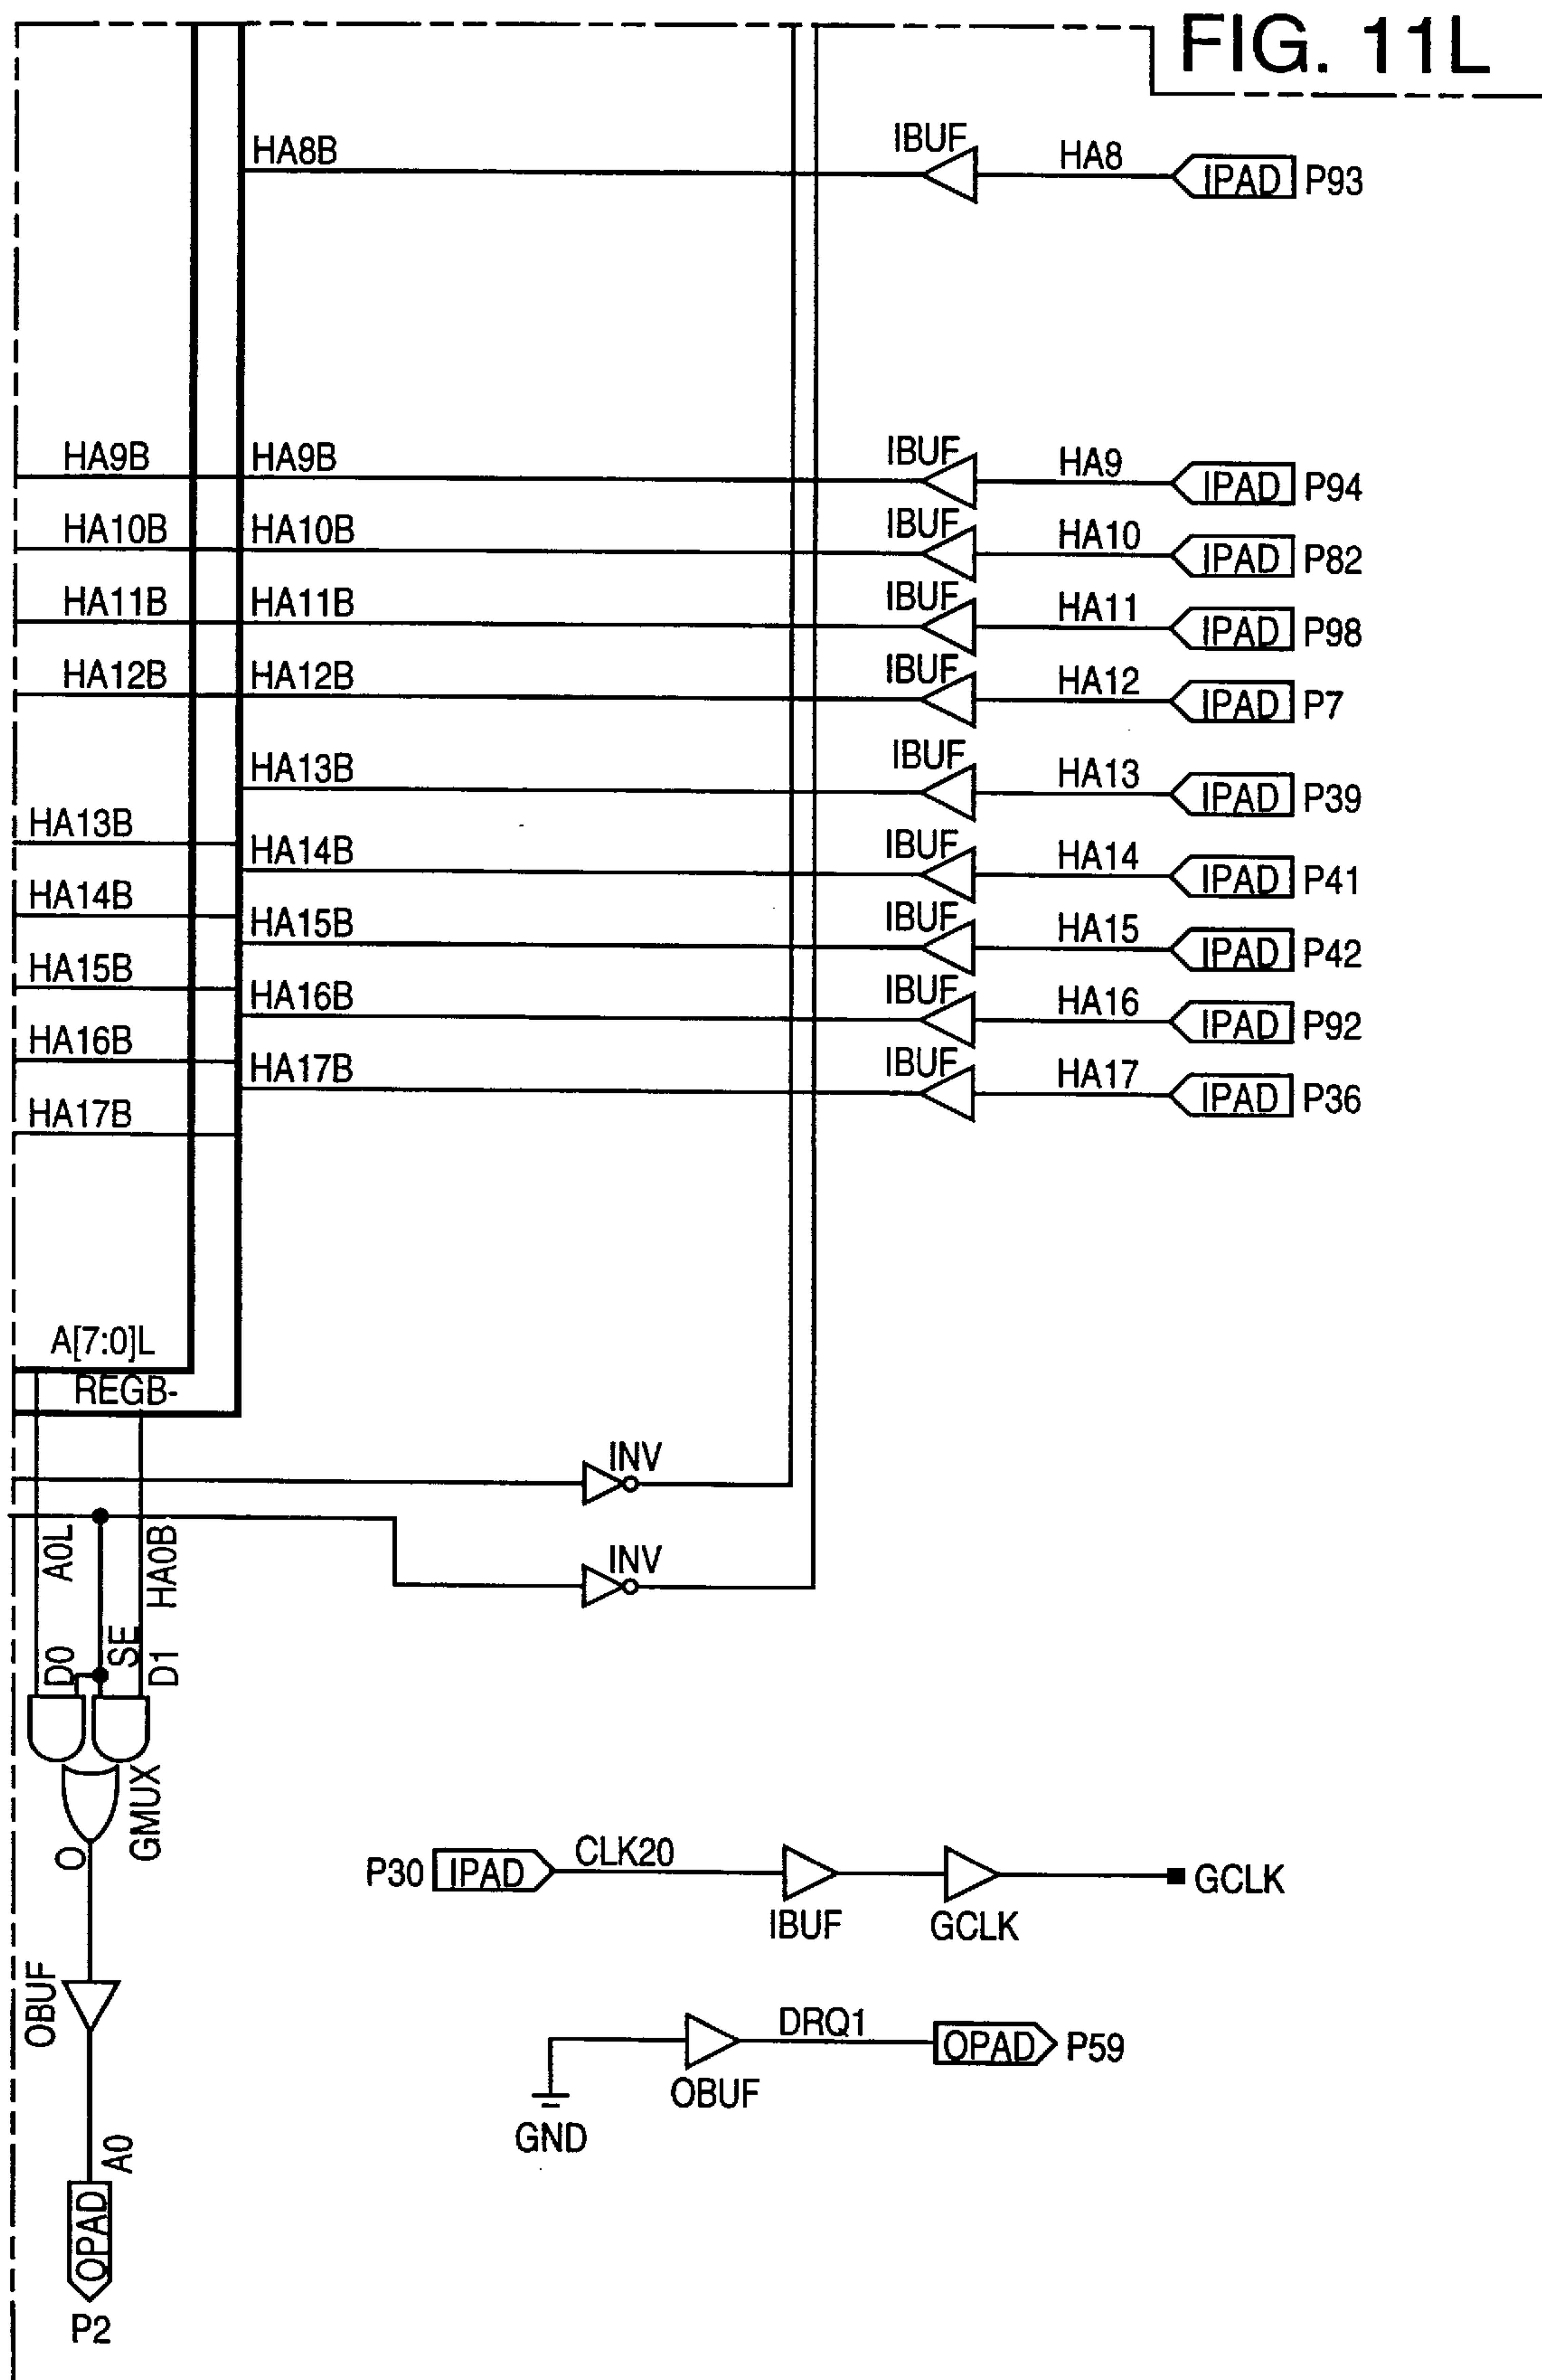 FIG. 11L
HA8B IBUF HA8 IPAD P93
HA9B HA9B IBUF HA9 IPAD P94
HA10B HA10B IBUF HA10 IPAD P82
HA11B HA11B IBUF HA11 IPAD P98
HA12B HA12B IBUF HA12 IPAD P7
HA13B IBUF HA13 IPAD P39
HA13B
HA14B IBUF HA14 IPAD P41
HA14B
HA15B IBUF HA15 IPAD P42
HA15B
HA16B IBUF HA16 IPAD P92
HA16B
HA17B IBUF HA17 IPAD P36
HA17B
A[7:0]L
REGB-
INV
INV
A0L
HA0B
D0
SE
D1
GMUX
O
P30 IPAD CLK20 IBUF GCLK GCLK
OBUF
GND OBUF DRQ1 OPAD P59
A0
OPAD
P2